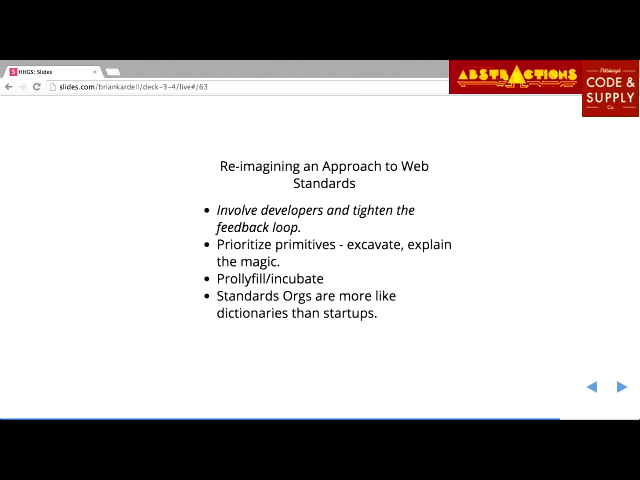 HHGS: Slides
slides.com/briankardell/deck-3-4/live#/63
ABSTRACTIONS
Pittsburgh
CODE &
SUPPLY
Co.
Re-imagining an Approach to Web
Standards
• Involve developers and tighten the
feedback loop.
• Prioritize primitives - excavate, explain
the magic.
• Prollyfill/incubate
• Standards Orgs are more like
dictionaries than startups.